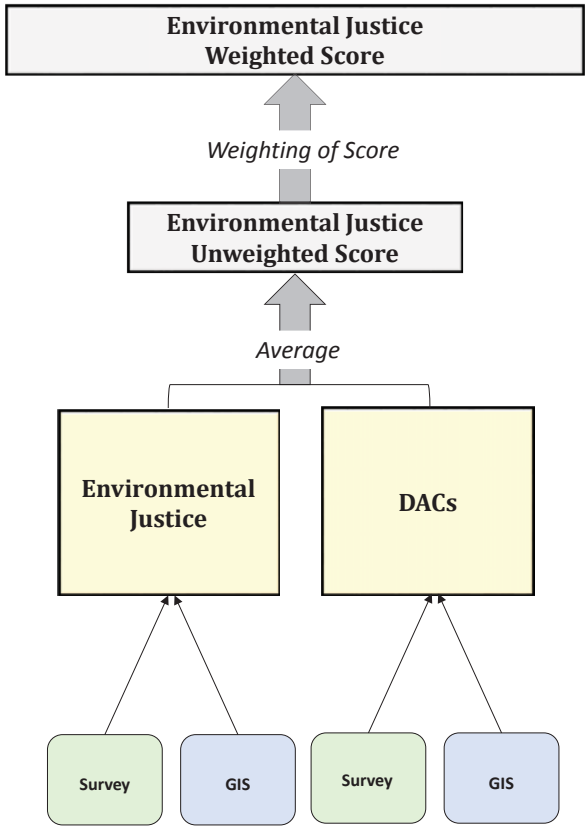 Environmental Justice
Weighted Score
Weighting of Score
Environmental Justice
Unweighted Score
Average
Environmental
Justice
DACs
Survey
GIS
Survey
GIS